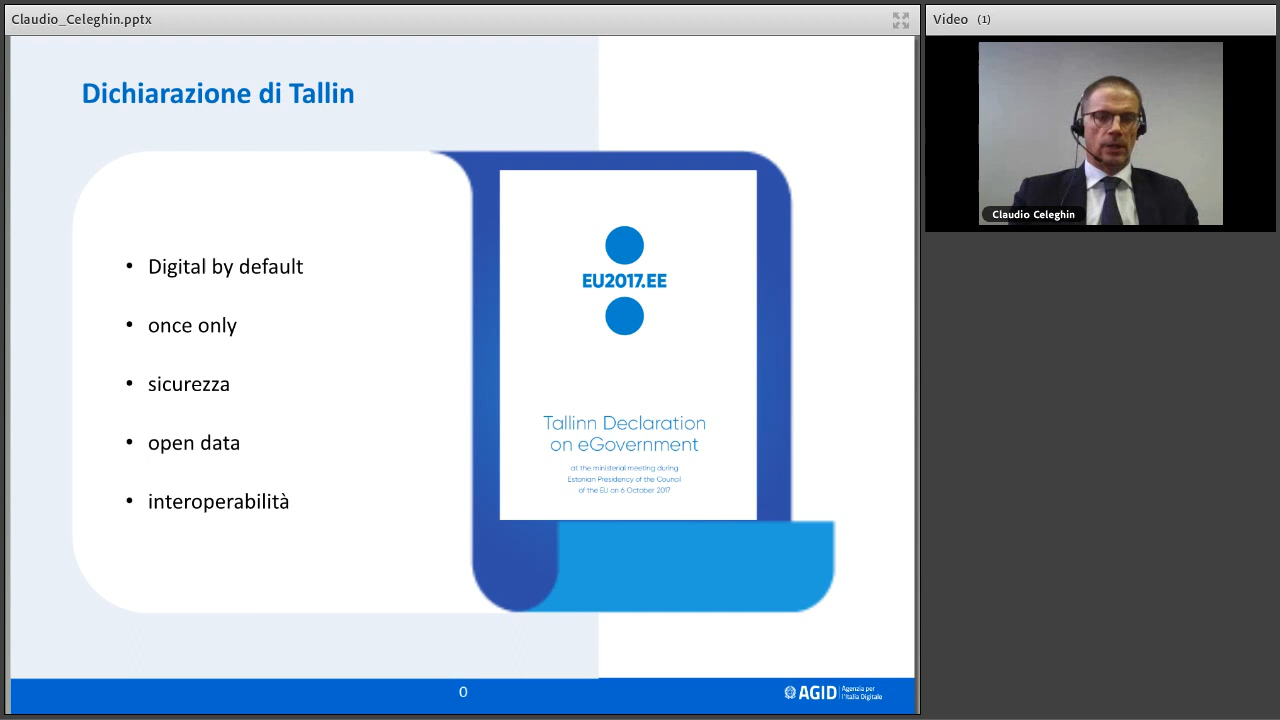 Claudio_Celeghin.pptx
Video (1)
Dichiarazione di Tallin
• Digital by default
• once only
• sicurezza
• open data
• interoperabilità
EU2017.EE
Tallinn Declaration
on eGovernment
at the ministerial meeting during
Estonian Presidency of the Council
of the EU on 6 October 2017
Claudio Celeghin
0
AGID Agenzia per
l'Italia Digitale